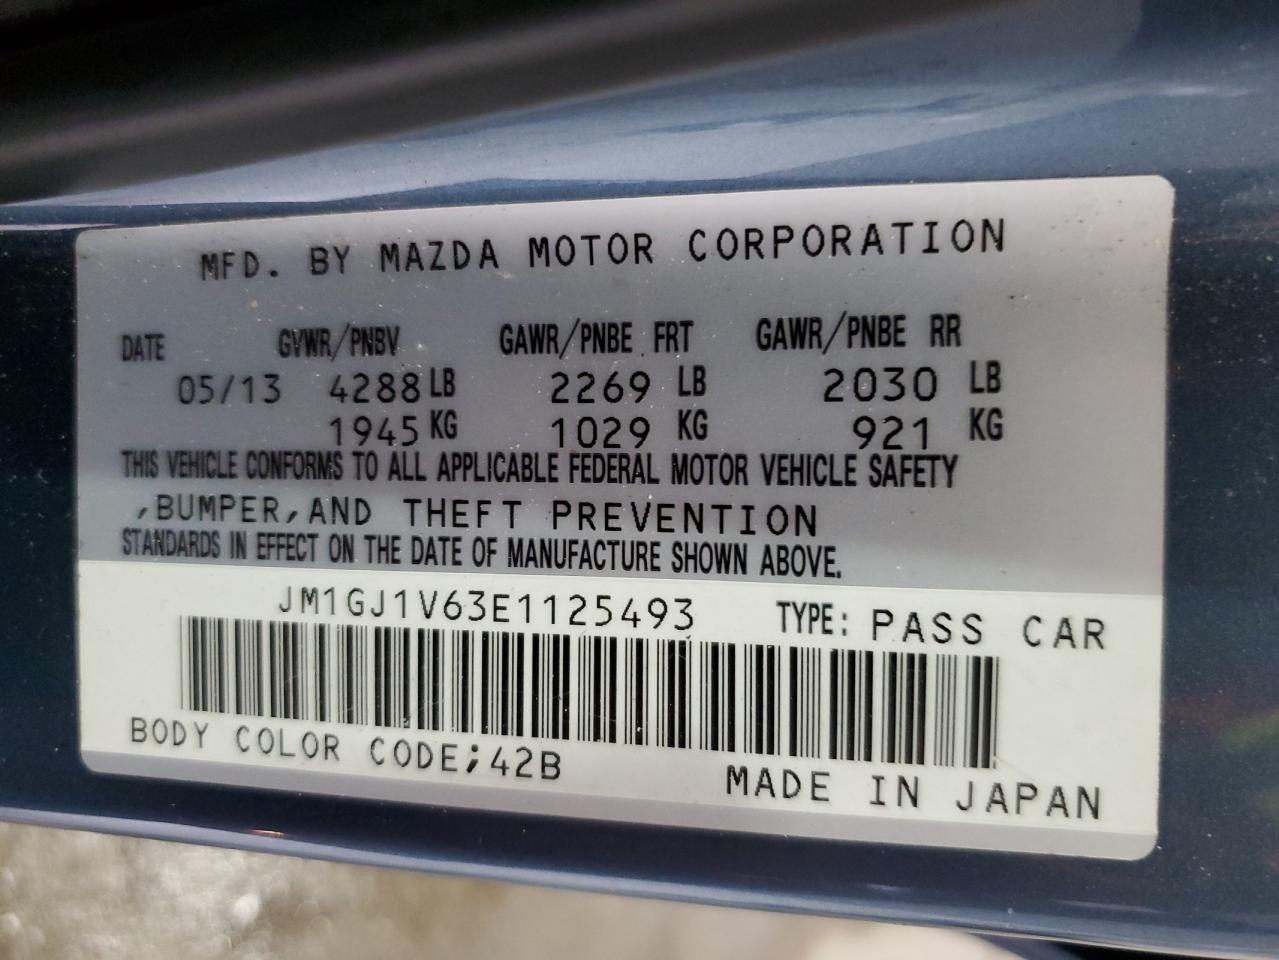 MFD. BY MAZDA MOTOR CORPORATION
DATE GVWR/PNBV GAWR/PNBE FRT GAWR/PNBE RR
05/13 4288 LB 2269 LB 2030 LB
1945 KG 1029 KG 921 KG
THIS VEHICLE CONFORMS TO ALL APPLICABLE FEDERAL MOTOR VEHICLE SAFETY
,BUMPER,AND THEFT PREVENTION
STANDARDS IN EFFECT ON THE DATE OF MANUFACTURE SHOWN ABOVE.
JM1GJ1V63E1125493 TYPE: PASS CAR
BODY COLOR CODE;42B
MADE IN JAPAN